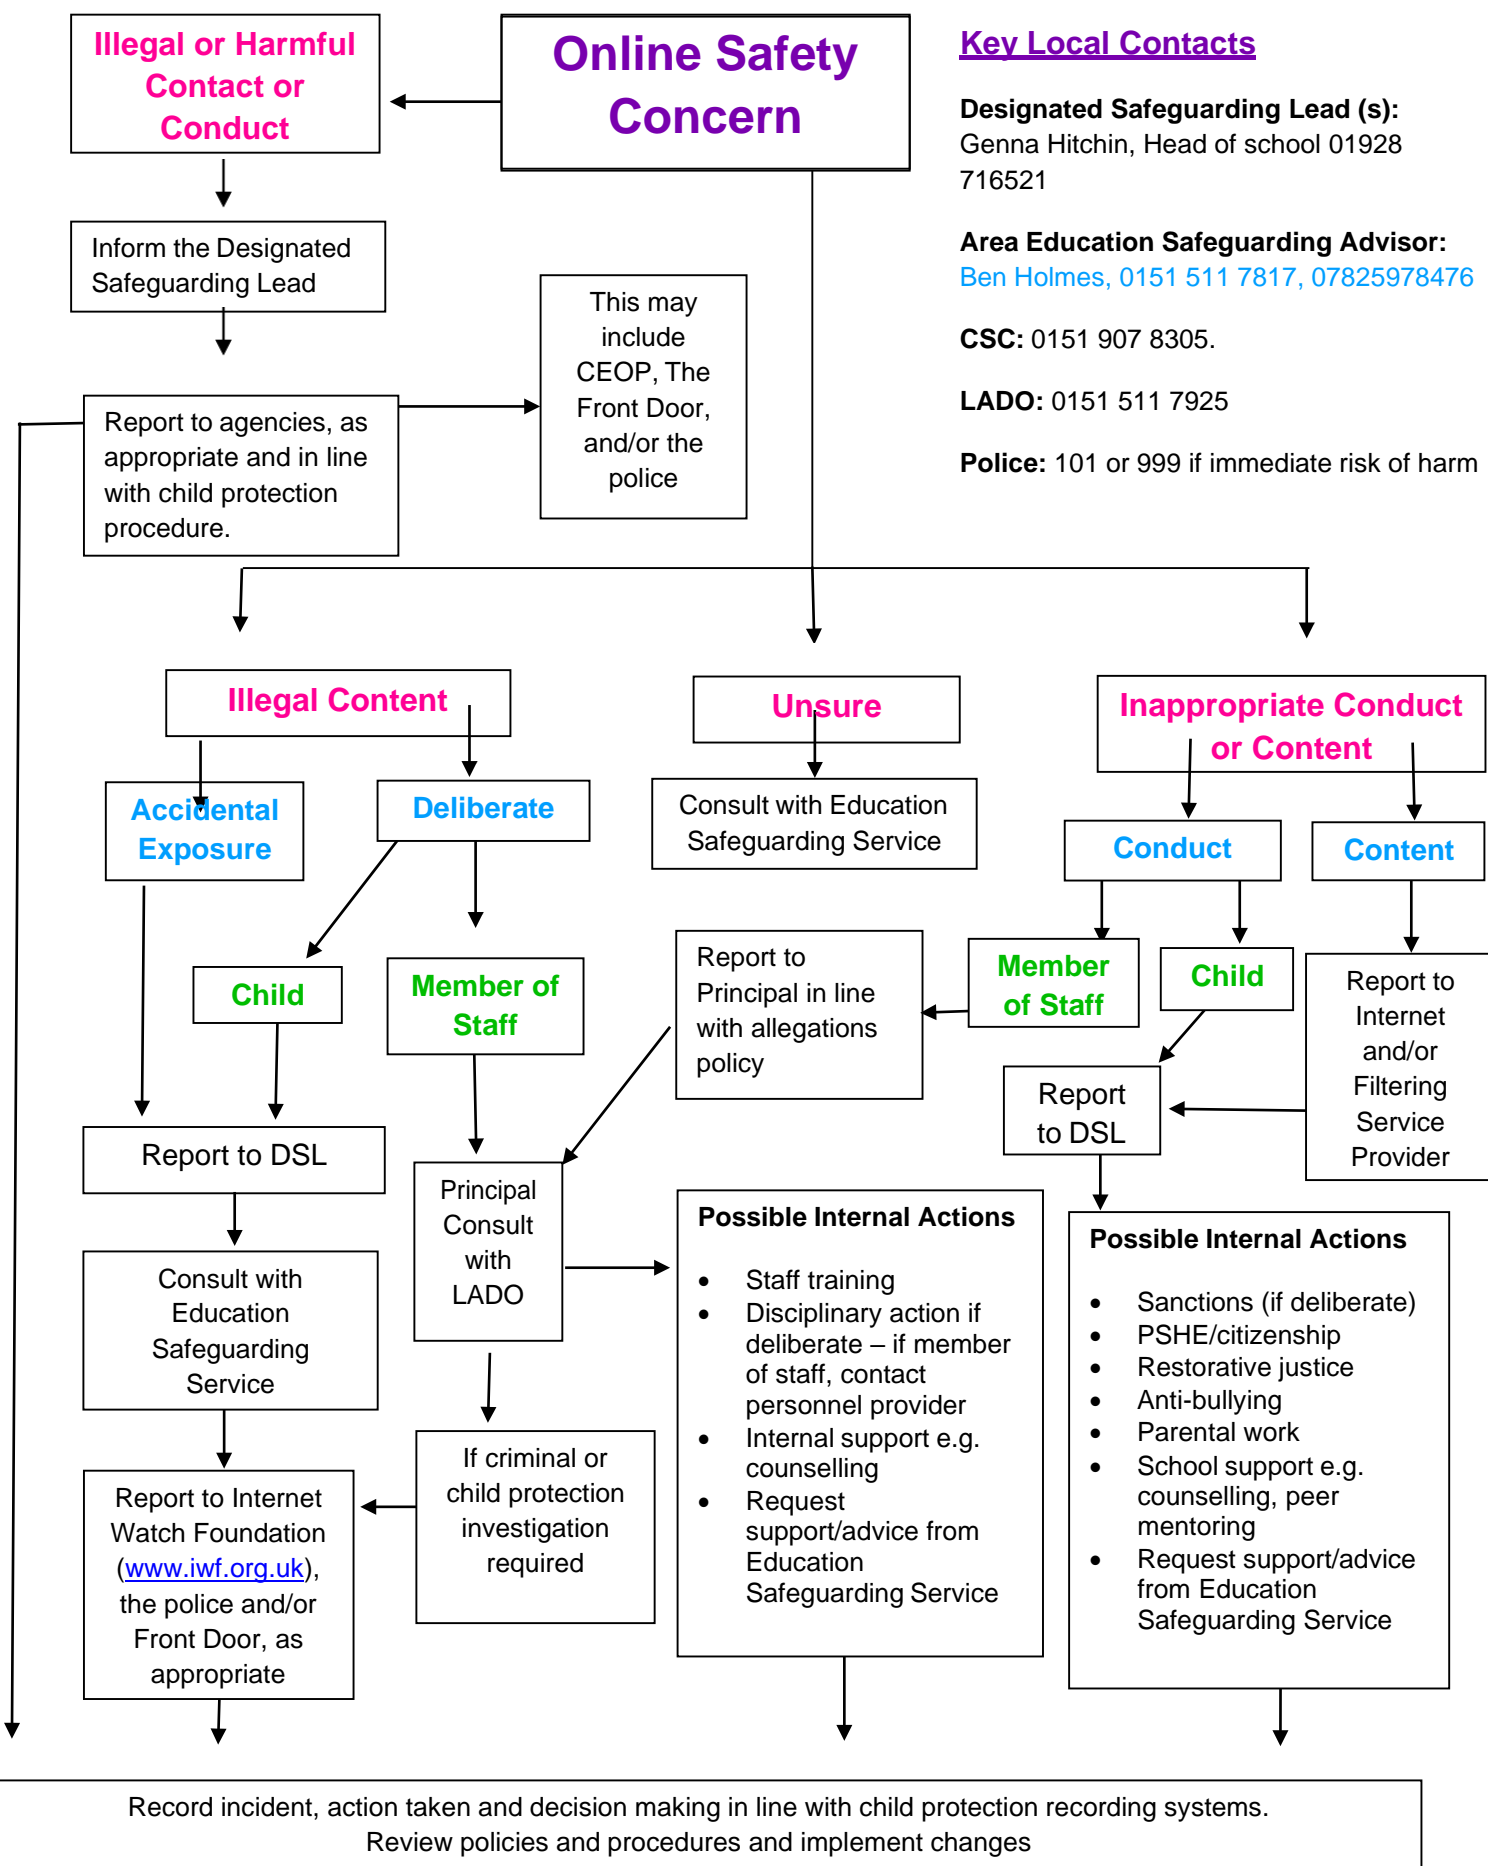 Illegal or Harmful
Contact or
Conduct
Online Safety
Concern
Key Local Contacts
Designated Safeguarding Lead (s):
Genna Hitchin, Head of school 01928
716521
Area Education Safeguarding Advisor:
Ben Holmes, 0151 511 7817, 07825978476
CSC: 0151 907 8305.
LADO: 0151 511 7925
Police: 101 or 999 if immediate risk of harm
Inform the Designated
Safeguarding Lead
This may
include
CEOP, The
Front Door,
and/or the
police
Report to agencies, as
appropriate and in line
with child protection
procedure.
Illegal Content
Unsure
Inappropriate Conduct
or Content
Accidental
Exposure
Deliberate
Consult with Education
Safeguarding Service
Conduct
Content
Child
Member of
Staff
Report to
Principal in line
with allegations
policy
Member
of Staff
Child
Report to
Internet
and/or
Filtering
Service
Provider
Report to DSL
Principal
Consult
with
LADO
Report
to DSL
Consult with
Education
Safeguarding
Service
Possible Internal Actions
• Staff training
• Disciplinary action if
deliberate – if member
of staff, contact
personnel provider
• Internal support e.g.
counselling
• Request
support/advice from
Education
Safeguarding Service
Possible Internal Actions
• Sanctions (if deliberate)
• PSHE/citizenship
• Restorative justice
• Anti-bullying
• Parental work
• School support e.g.
counselling, peer
mentoring
• Request support/advice
from Education
Safeguarding Service
Report to Internet
Watch Foundation
(www.iwf.org.uk),
the police and/or
Front Door, as
appropriate
If criminal or
child protection
investigation
required
Record incident, action taken and decision making in line with child protection recording systems.
Review policies and procedures and implement changes